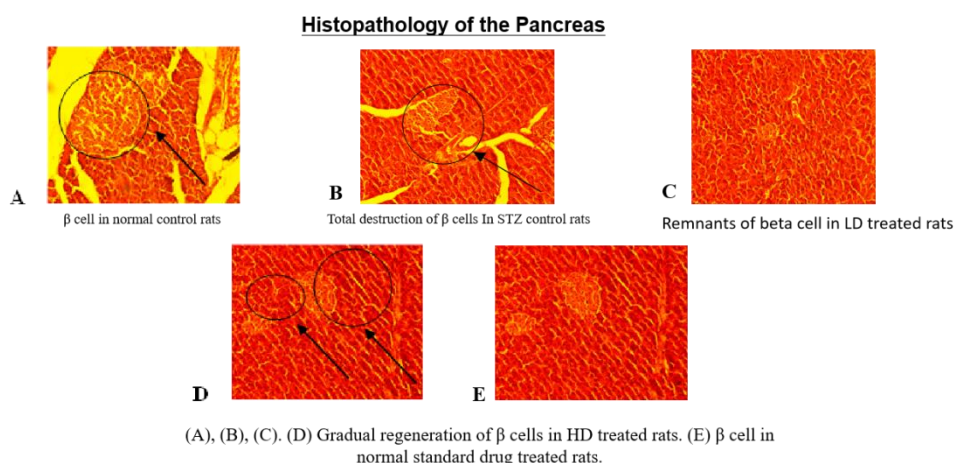 Histopathology of the Pancreas
A
β cell in normal control rats
B
Total destruction of β cells In STZ control rats
C
Remnants of beta cell in LD treated rats
D
E
(A), (B), (C). (D) Gradual regeneration of β cells in HD treated rats. (E) β cell in
normal standard drug treated rats.